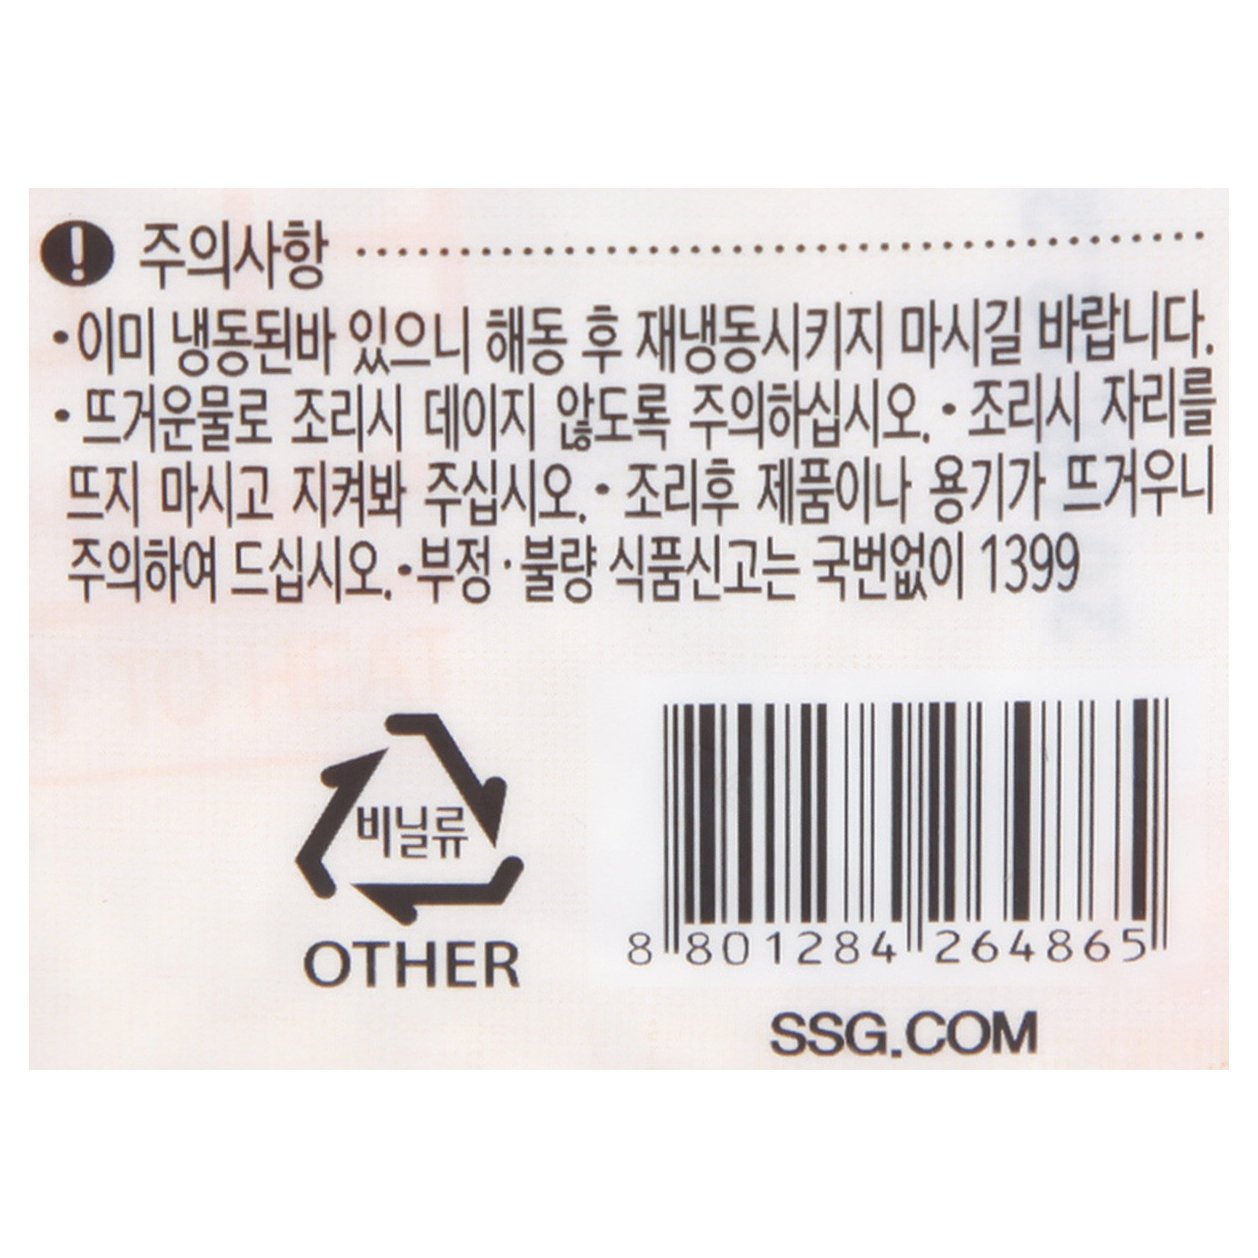 ! 주의사항
•이미 냉동된바 있으니 해동 후 재냉동시키지 마시길 바랍니다.
•뜨거운물로 조리시 데이지 않도록 주의하십시오. •조리시 자리를
뜨지 마시고 지켜봐 주십시오. •조리후 제품이나 용기가 뜨거우니
주의하여 드십시오. •부정·불량 식품신고는 국번없이 1399
비닐류
OTHER
8 801284 264865
SSG.COM